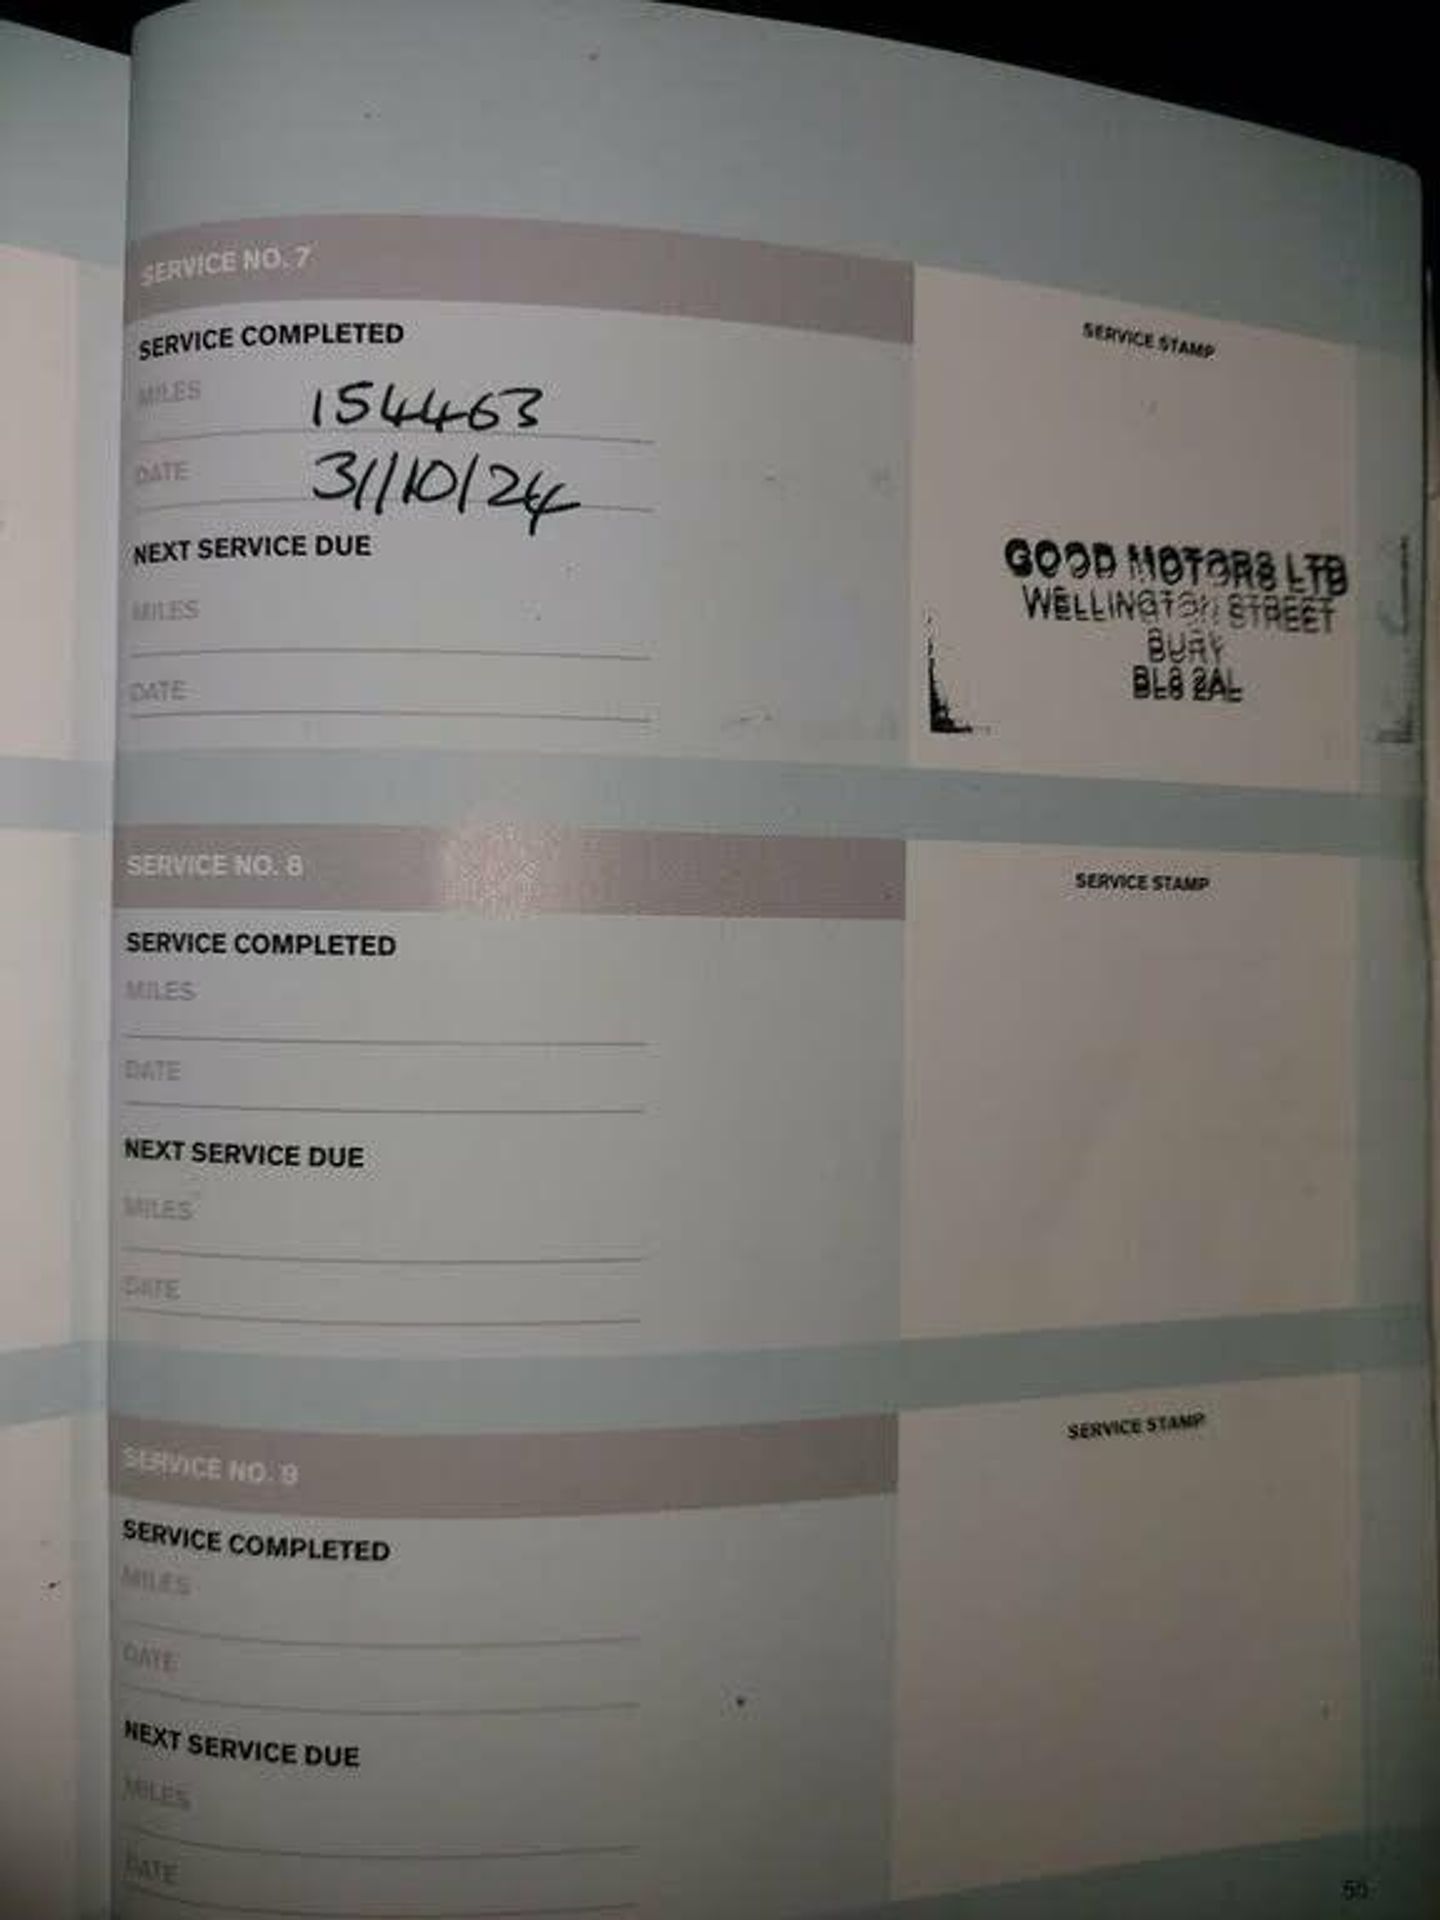 SERVICE NO. 7
SERVICE COMPLETED
MILES 154463
DATE 31/10/24
NEXT SERVICE DUE
MILES
DATE
SERVICE STAMP
GOOD MOTORS LTD
WELLINGTON STREET
BURY
BL8 2AL
SERVICE NO. 8
SERVICE COMPLETED
MILES
DATE
NEXT SERVICE DUE
MILES
DATE
SERVICE STAMP
SERVICE NO. 9
SERVICE COMPLETED
MILES
DATE
NEXT SERVICE DUE
MILES
DATE
SERVICE STAMP